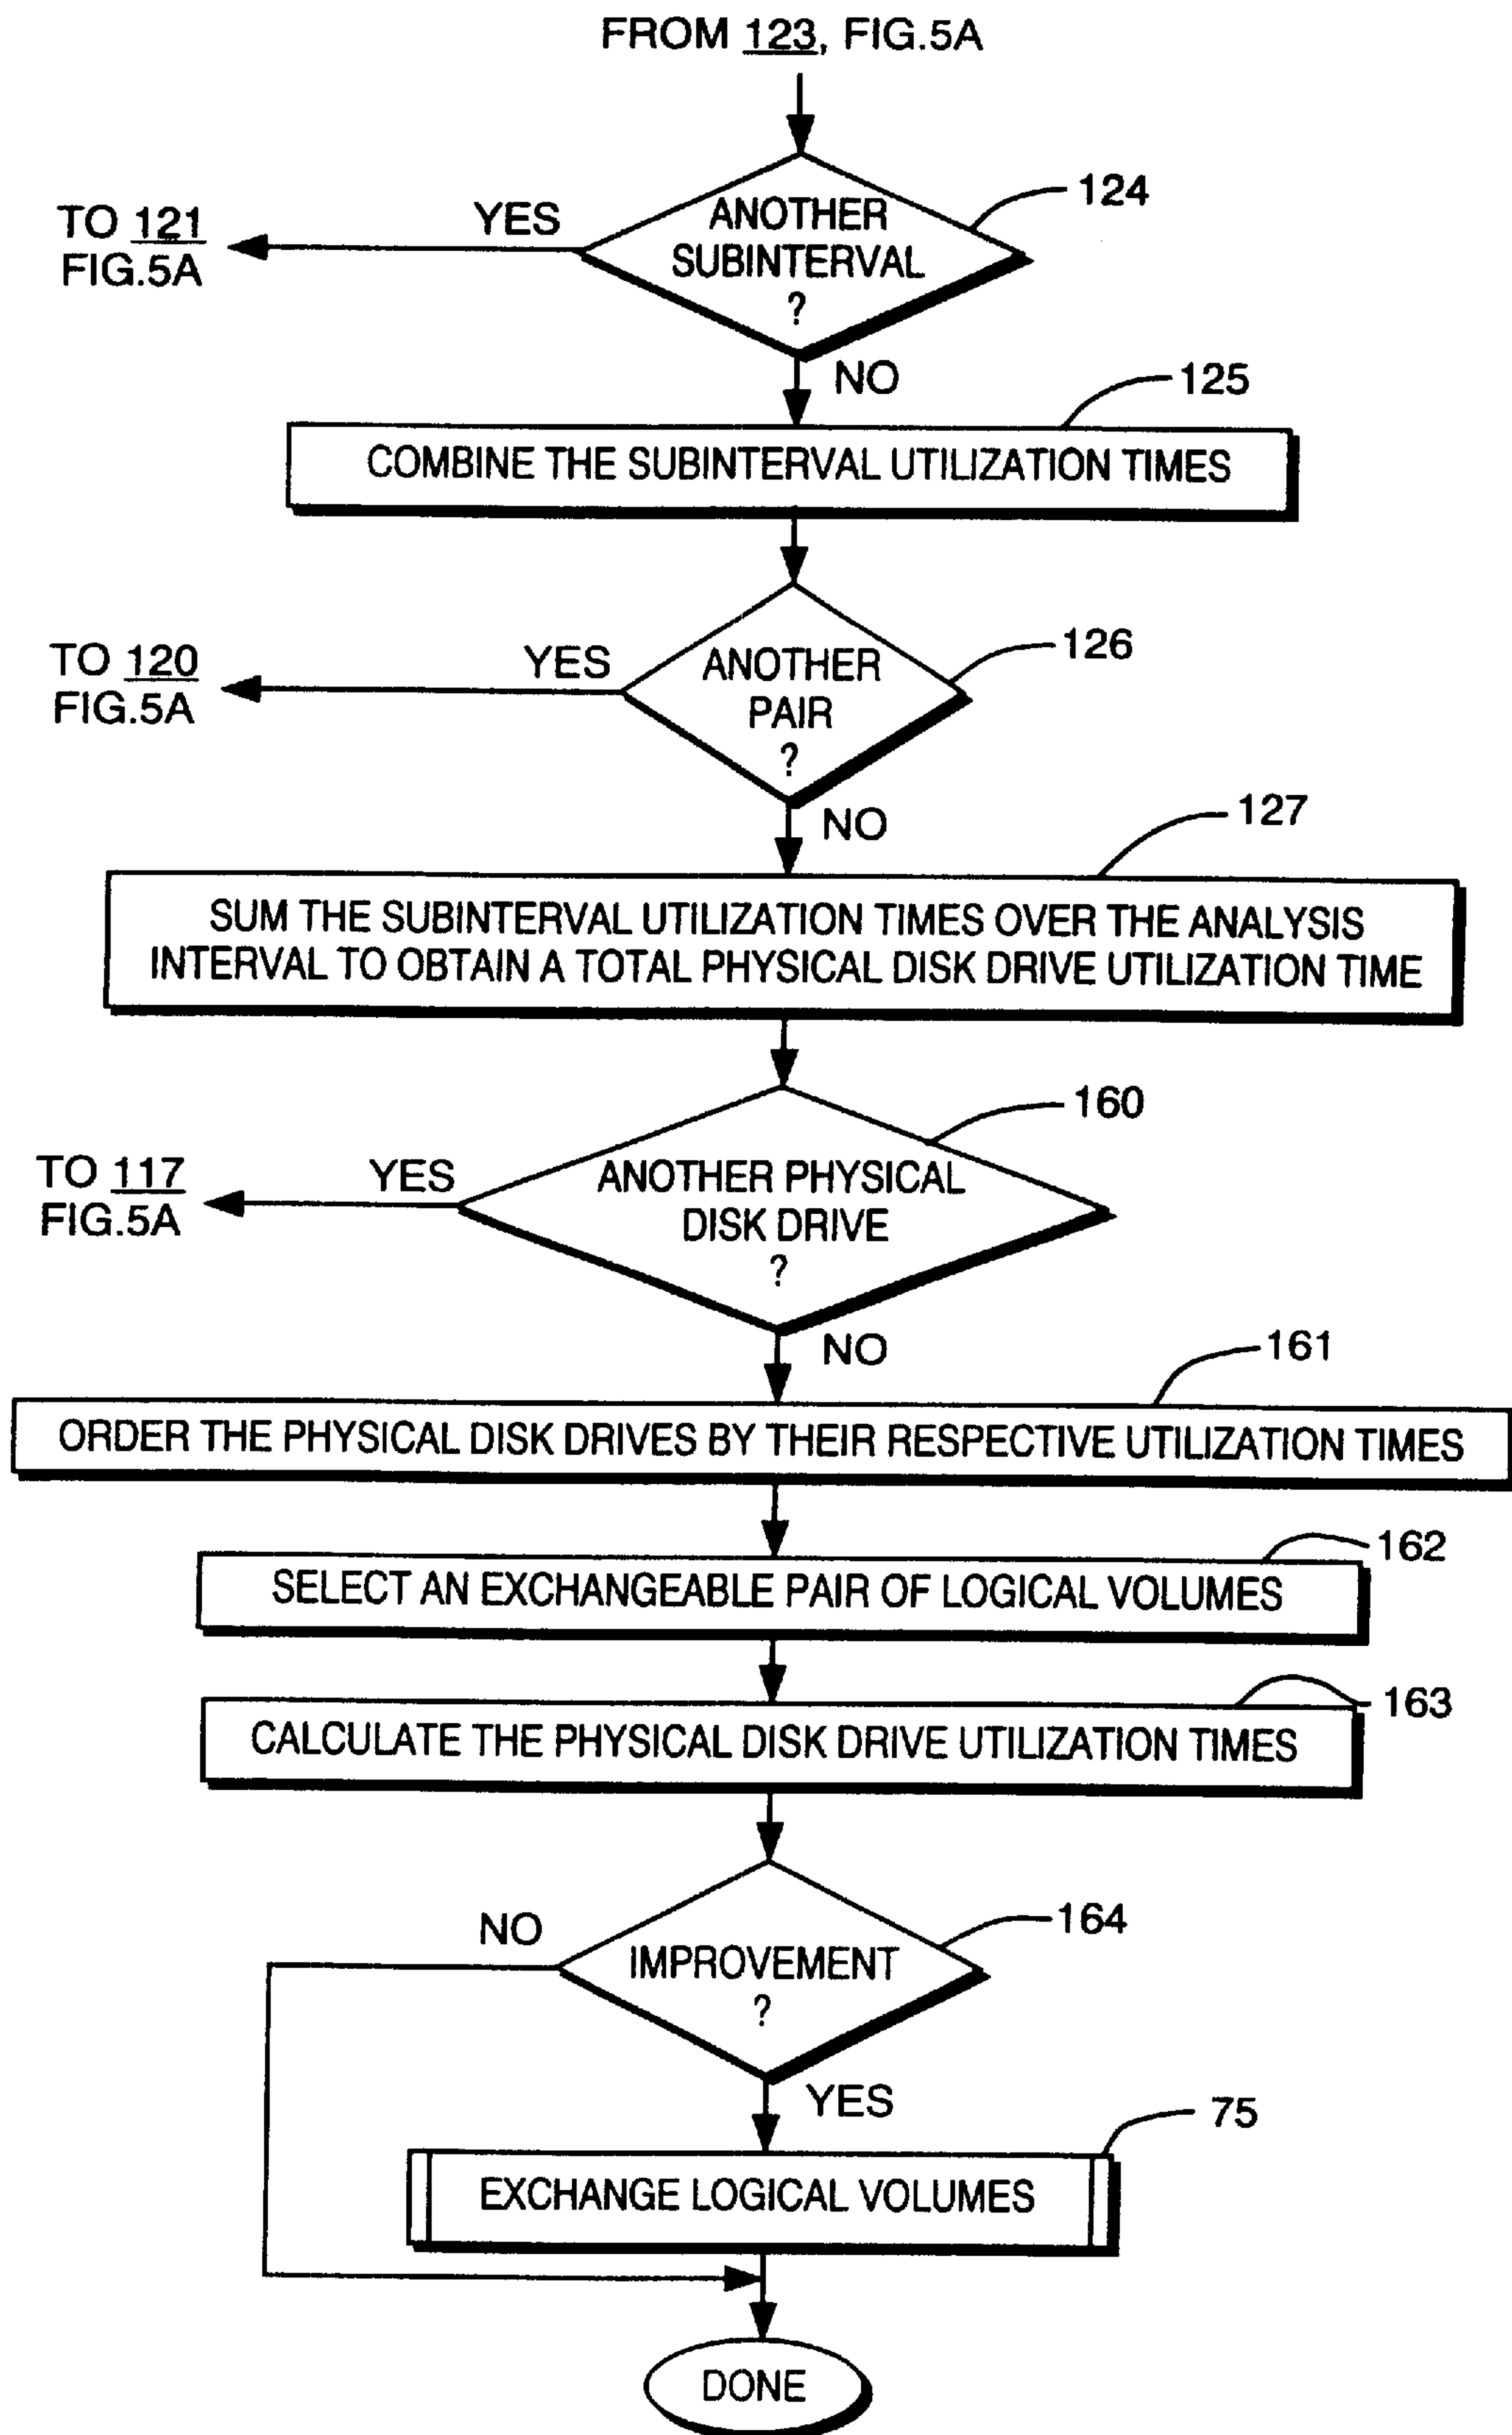 FROM 123, FIG.5A
124
ANOTHER
SUBINTERVAL
?
YES
TO 121
FIG.5A
NO
125
COMBINE THE SUBINTERVAL UTILIZATION TIMES
126
ANOTHER
PAIR
?
YES
TO 120
FIG.5A
NO
127
SUM THE SUBINTERVAL UTILIZATION TIMES OVER THE ANALYSIS
INTERVAL TO OBTAIN A TOTAL PHYSICAL DISK DRIVE UTILIZATION TIME
160
ANOTHER PHYSICAL
DISK DRIVE
?
YES
TO 117
FIG.5A
NO
161
ORDER THE PHYSICAL DISK DRIVES BY THEIR RESPECTIVE UTILIZATION TIMES
162
SELECT AN EXCHANGEABLE PAIR OF LOGICAL VOLUMES
163
CALCULATE THE PHYSICAL DISK DRIVE UTILIZATION TIMES
164
NO
IMPROVEMENT
?
YES
75
EXCHANGE LOGICAL VOLUMES
DONE